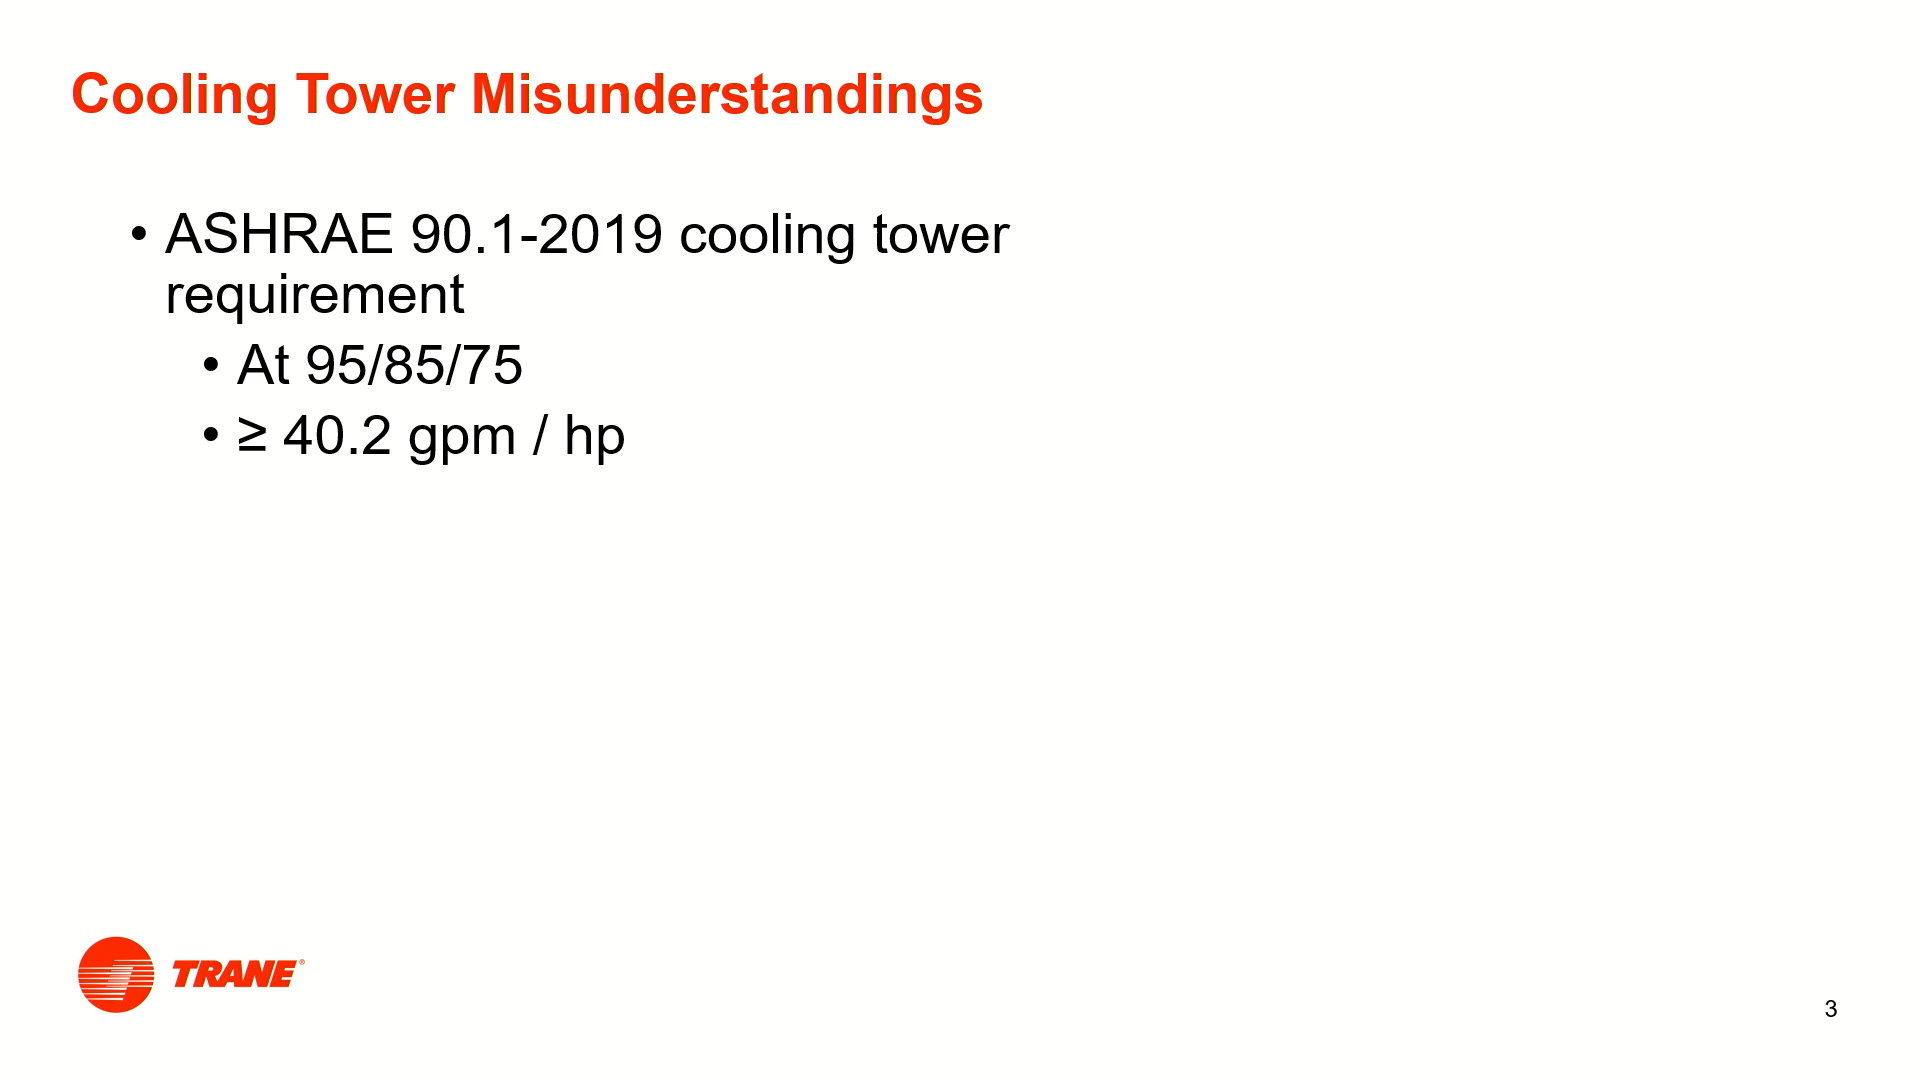 Cooling Tower Misunderstandings
• ASHRAE 90.1-2019 cooling tower
requirement
• At 95/85/75
• ≥ 40.2 gpm / hp
TRANE®
3